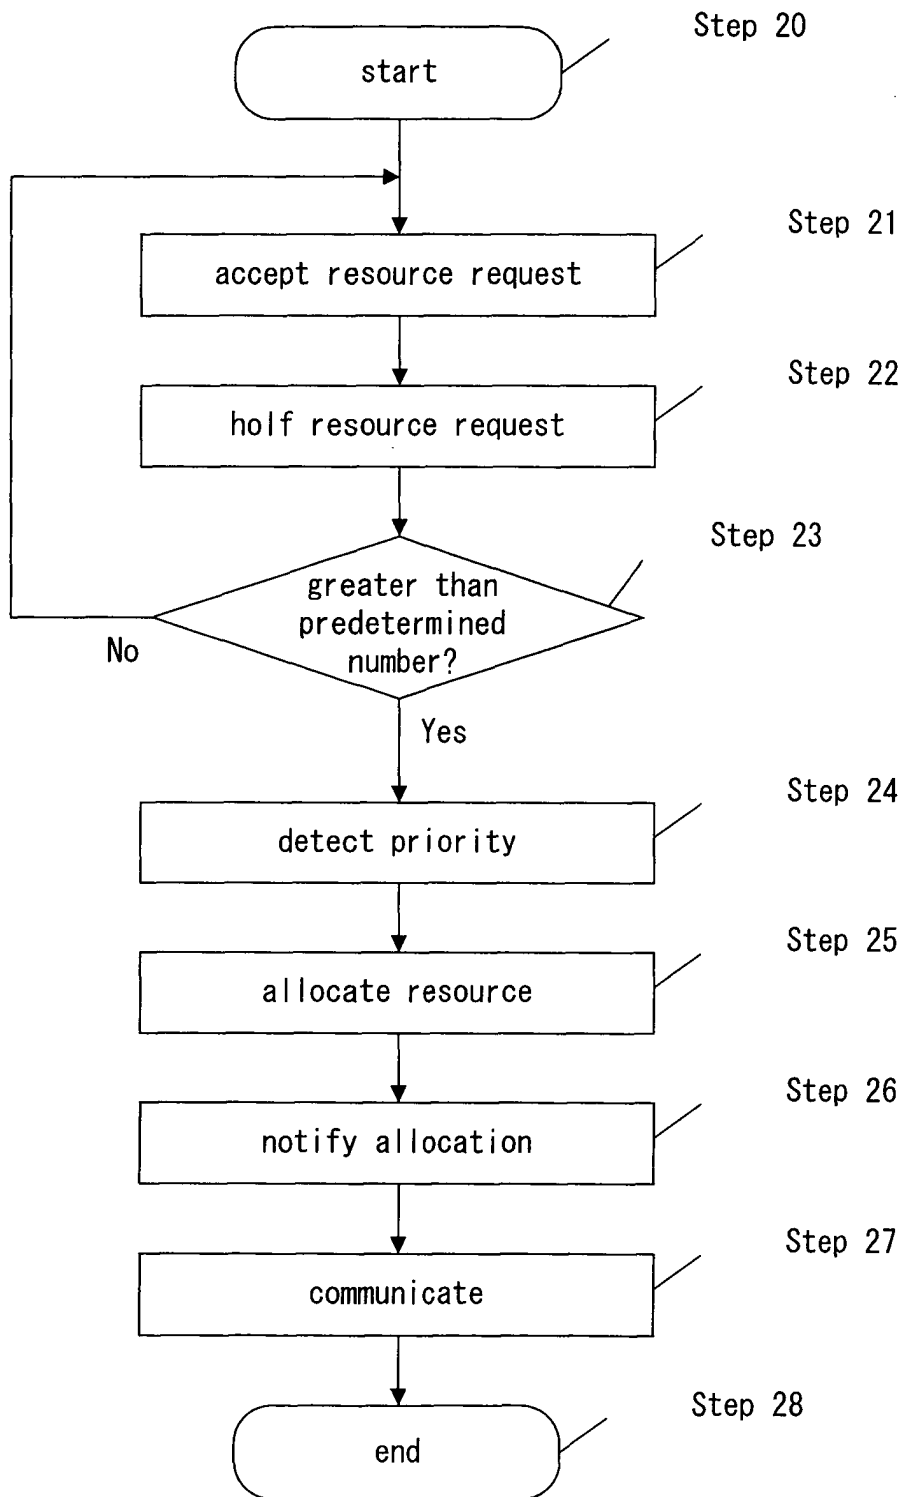 Step 20
start
Step 21
accept resource request
Step 22
holf resource request
Step 23
greater than
predetermined
number?
No
Yes
Step 24
detect priority
Step 25
allocate resource
Step 26
notify allocation
Step 27
communicate
Step 28
end